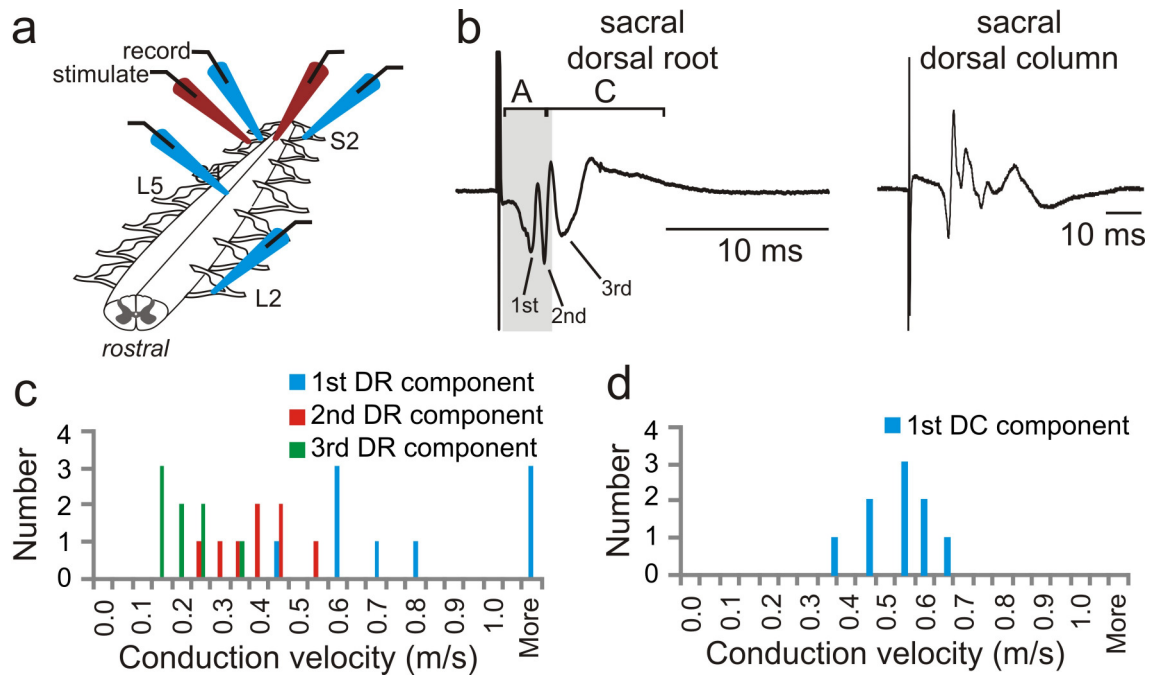 a
record
stimulate
S2
S1
L5
L2
rostral
b
sacral
dorsal root
A
C
1st
2nd
3rd
10 ms
sacral
dorsal column
10 ms
c
1st DR component
2nd DR component
3rd DR component
Number
4
3
2
1
0
0.0
0.1
0.2
0.3
0.4
0.5
0.6
0.7
0.8
0.9
1.0
More
Conduction velocity (m/s)
d
1st DC component
Number
4
3
2
1
0
0.0
0.1
0.2
0.3
0.4
0.5
0.6
0.7
0.8
0.9
1.0
More
Conduction velocity (m/s)